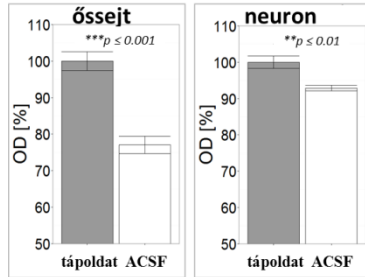 őssejt
OD [%]
110
100
90
80
70
60
50
***p ≤ 0.001
tápoldat ACSF
neuron
OD [%]
110
100
90
80
70
60
50
**p ≤ 0.01
tápoldat ACSF